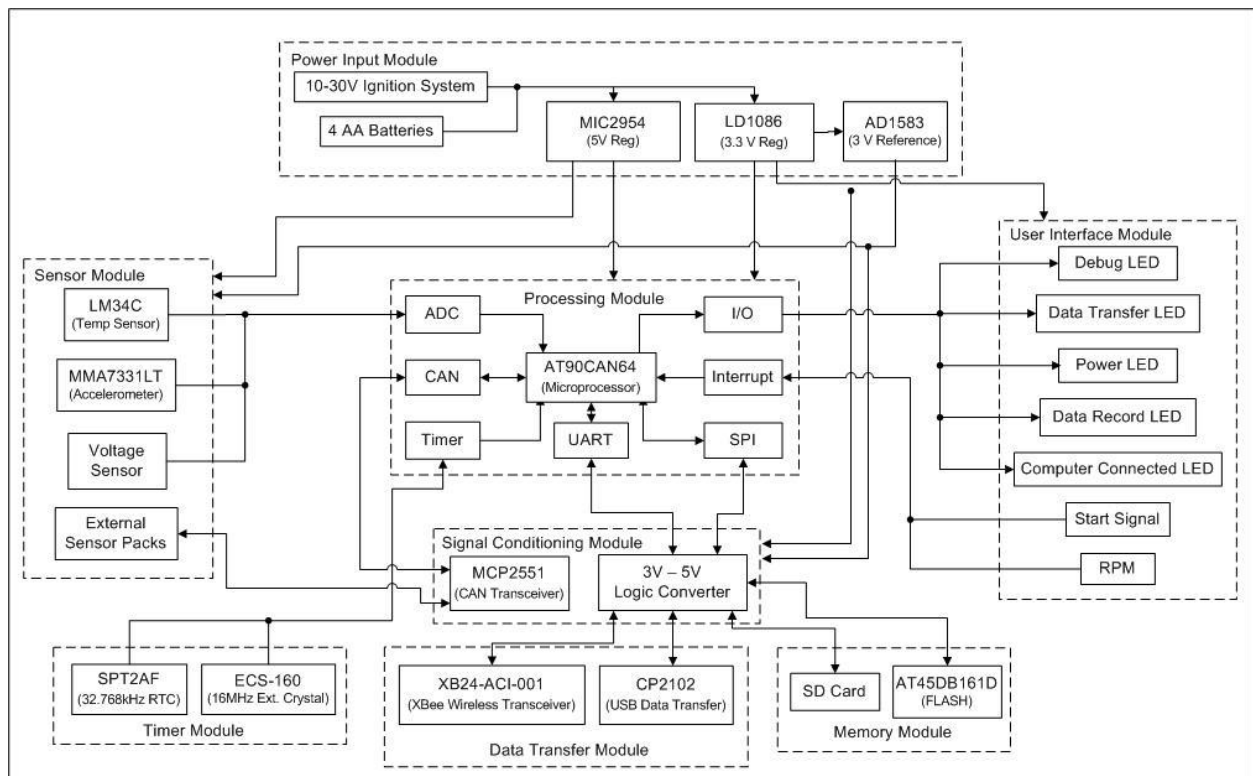 Power Input Module
10-30V Ignition System
4 AA Batteries
MIC2954
(5V Reg)
LD1086
(3.3 V Reg)
AD1583
(3 V Reference)
Sensor Module
LM34C
(Temp Sensor)
MMA7331LT
(Accelerometer)
Voltage
Sensor
External
Sensor Packs
Processing Module
ADC
I/O
CAN
AT90CAN64
(Microprocessor)
Interrupt
Timer
UART
SPI
User Interface Module
Debug LED
Data Transfer LED
Power LED
Data Record LED
Computer Connected LED
Start Signal
RPM
Signal Conditioning Module
MCP2551
(CAN Transceiver)
3V – 5V
Logic Converter
SPT2AF
(32.768kHz RTC)
ECS-160
(16MHz Ext. Crystal)
Timer Module
XB24-ACI-001
(XBee Wireless Transceiver)
CP2102
(USB Data Transfer)
Data Transfer Module
SD Card
AT45DB161D
(FLASH)
Memory Module